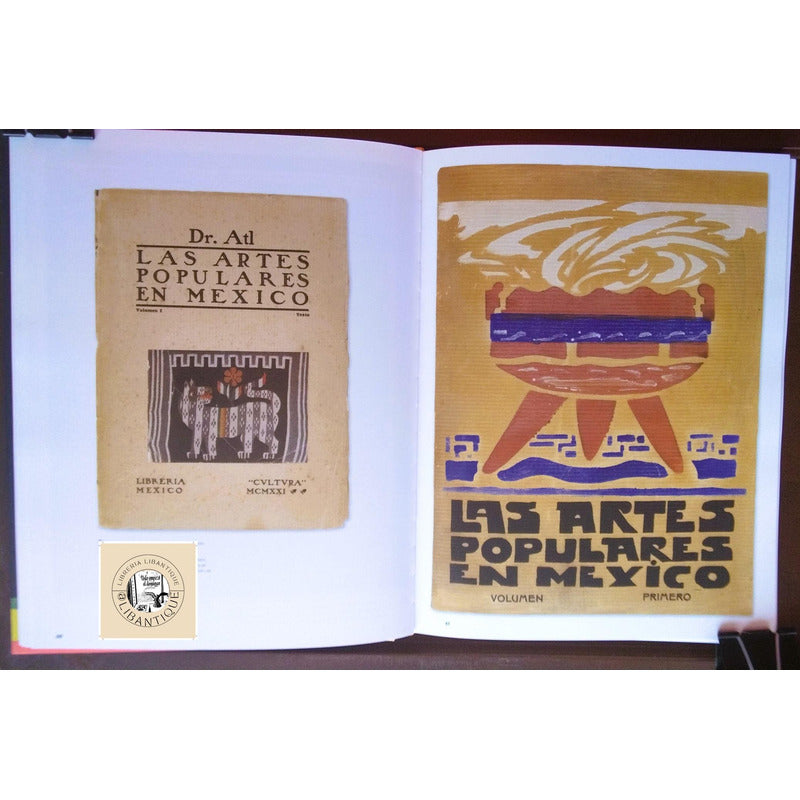 Dr. Atl
LAS ARTES
POPULARES
EN MEXICO
Volumen I Texto
LIBRERIA "CVLTVRA"
MEXICO MCMXXI
LIBRERIA LIBANTIQUE
@LIBANTIQUE
LAS ARTES
POPULARES
EN MEXICO
VOLUMEN PRIMERO